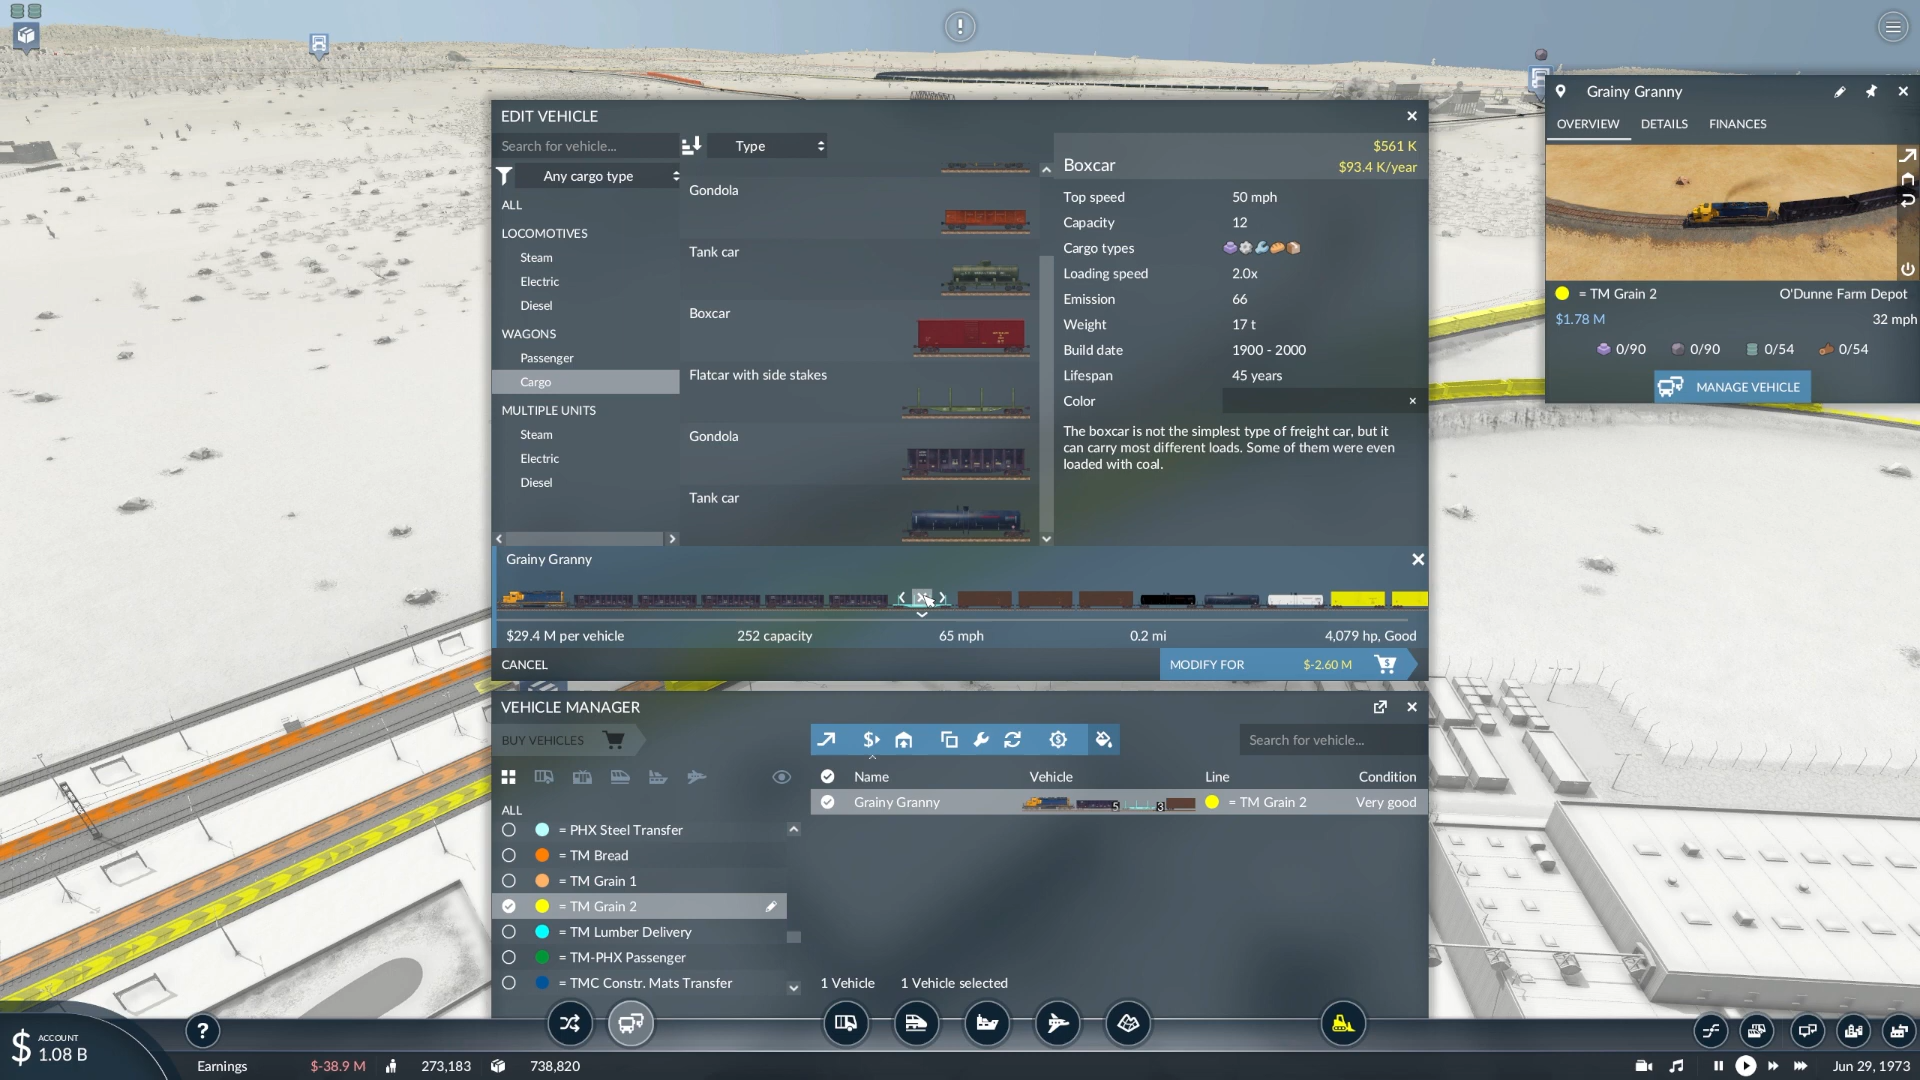 EDIT VEHICLE
Search for vehicle...
Type
Any cargo type
ALL
LOCOMOTIVES
Steam
Electric
Diesel
WAGONS
Passenger
Cargo
MULTIPLE UNITS
Steam
Electric
Diesel
Gondola
Tank car
Boxcar
Flatcar with side stakes
Gondola
Tank car
$561 K
Boxcar
$93.4 K/year
Top speed 50 mph
Capacity 12
Cargo types
Loading speed 2.0x
Emission 66
Weight 17 t
Build date 1900 - 2000
Lifespan 45 years
Color
The boxcar is not the simplest type of freight car, but it
can carry most different loads. Some of them were even
loaded with coal.
Grainy Granny
$29.4 M per vehicle 252 capacity 65 mph 0.2 mi 4,079 hp, Good
CANCEL
MODIFY FOR $-2.60 M
Grainy Granny
OVERVIEW DETAILS FINANCES
= TM Grain 2 O'Dunne Farm Depot
$1.78 M 32 mph
0/90 0/90 0/54 0/54
MANAGE VEHICLE
VEHICLE MANAGER
BUY VEHICLES
Search for vehicle...
ALL
= PHX Steel Transfer
= TM Bread
= TM Grain 1
= TM Grain 2
= TM Lumber Delivery
= TM-PHX Passenger
= TMC Constr. Mats Transfer
Name Vehicle Line Condition
Grainy Granny 5 3 = TM Grain 2 Very good
1 Vehicle 1 Vehicle selected
ACCOUNT
$ 1.08 B
?
Earnings $-38.9 M 273,183 738,820
Jun 29, 1973